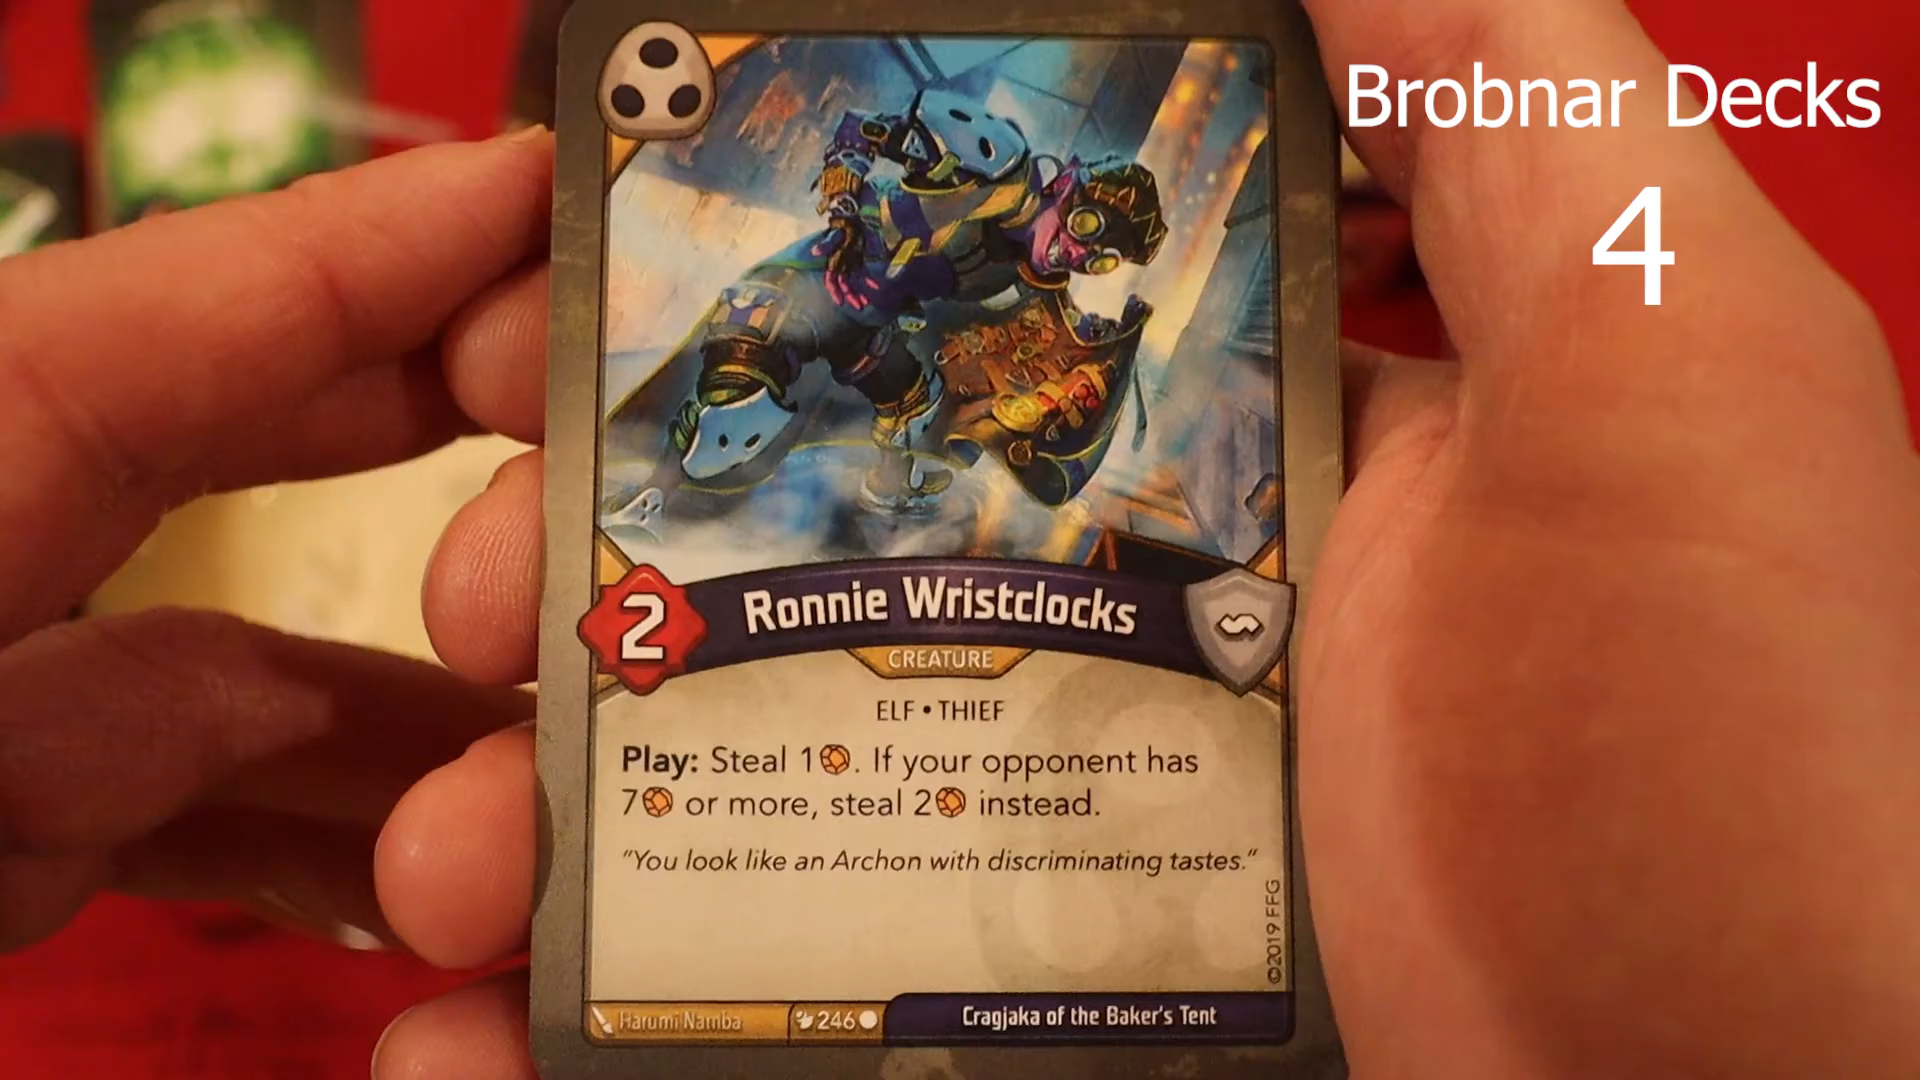 Brobnar Decks
4
2
Ronnie Wristclocks
CREATURE
ELF • THIEF
Play: Steal 1. If your opponent has
7 or more, steal 2 instead.
"You look like an Archon with discriminating tastes."
©2019 FFG
Harumi Namba
246
Cragjaka of the Baker's Tent